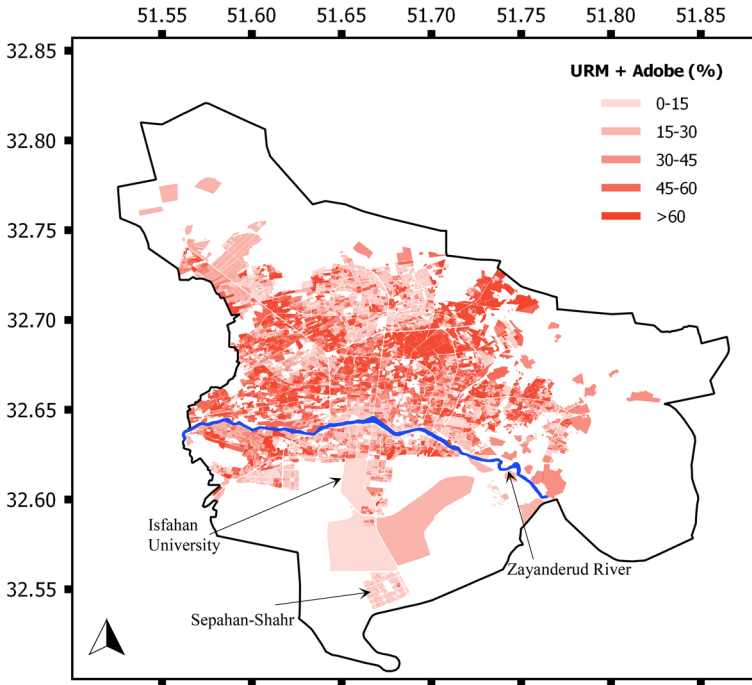 51.55 51.60 51.65 51.70 51.75 51.80 51.85
32.85
URM + Adobe (%)
0-15
15-30
30-45
45-60
>60
32.80
32.75
32.70
32.65
32.60
32.55
Isfahan
University
Zayanderud River
Sepahan-Shahr